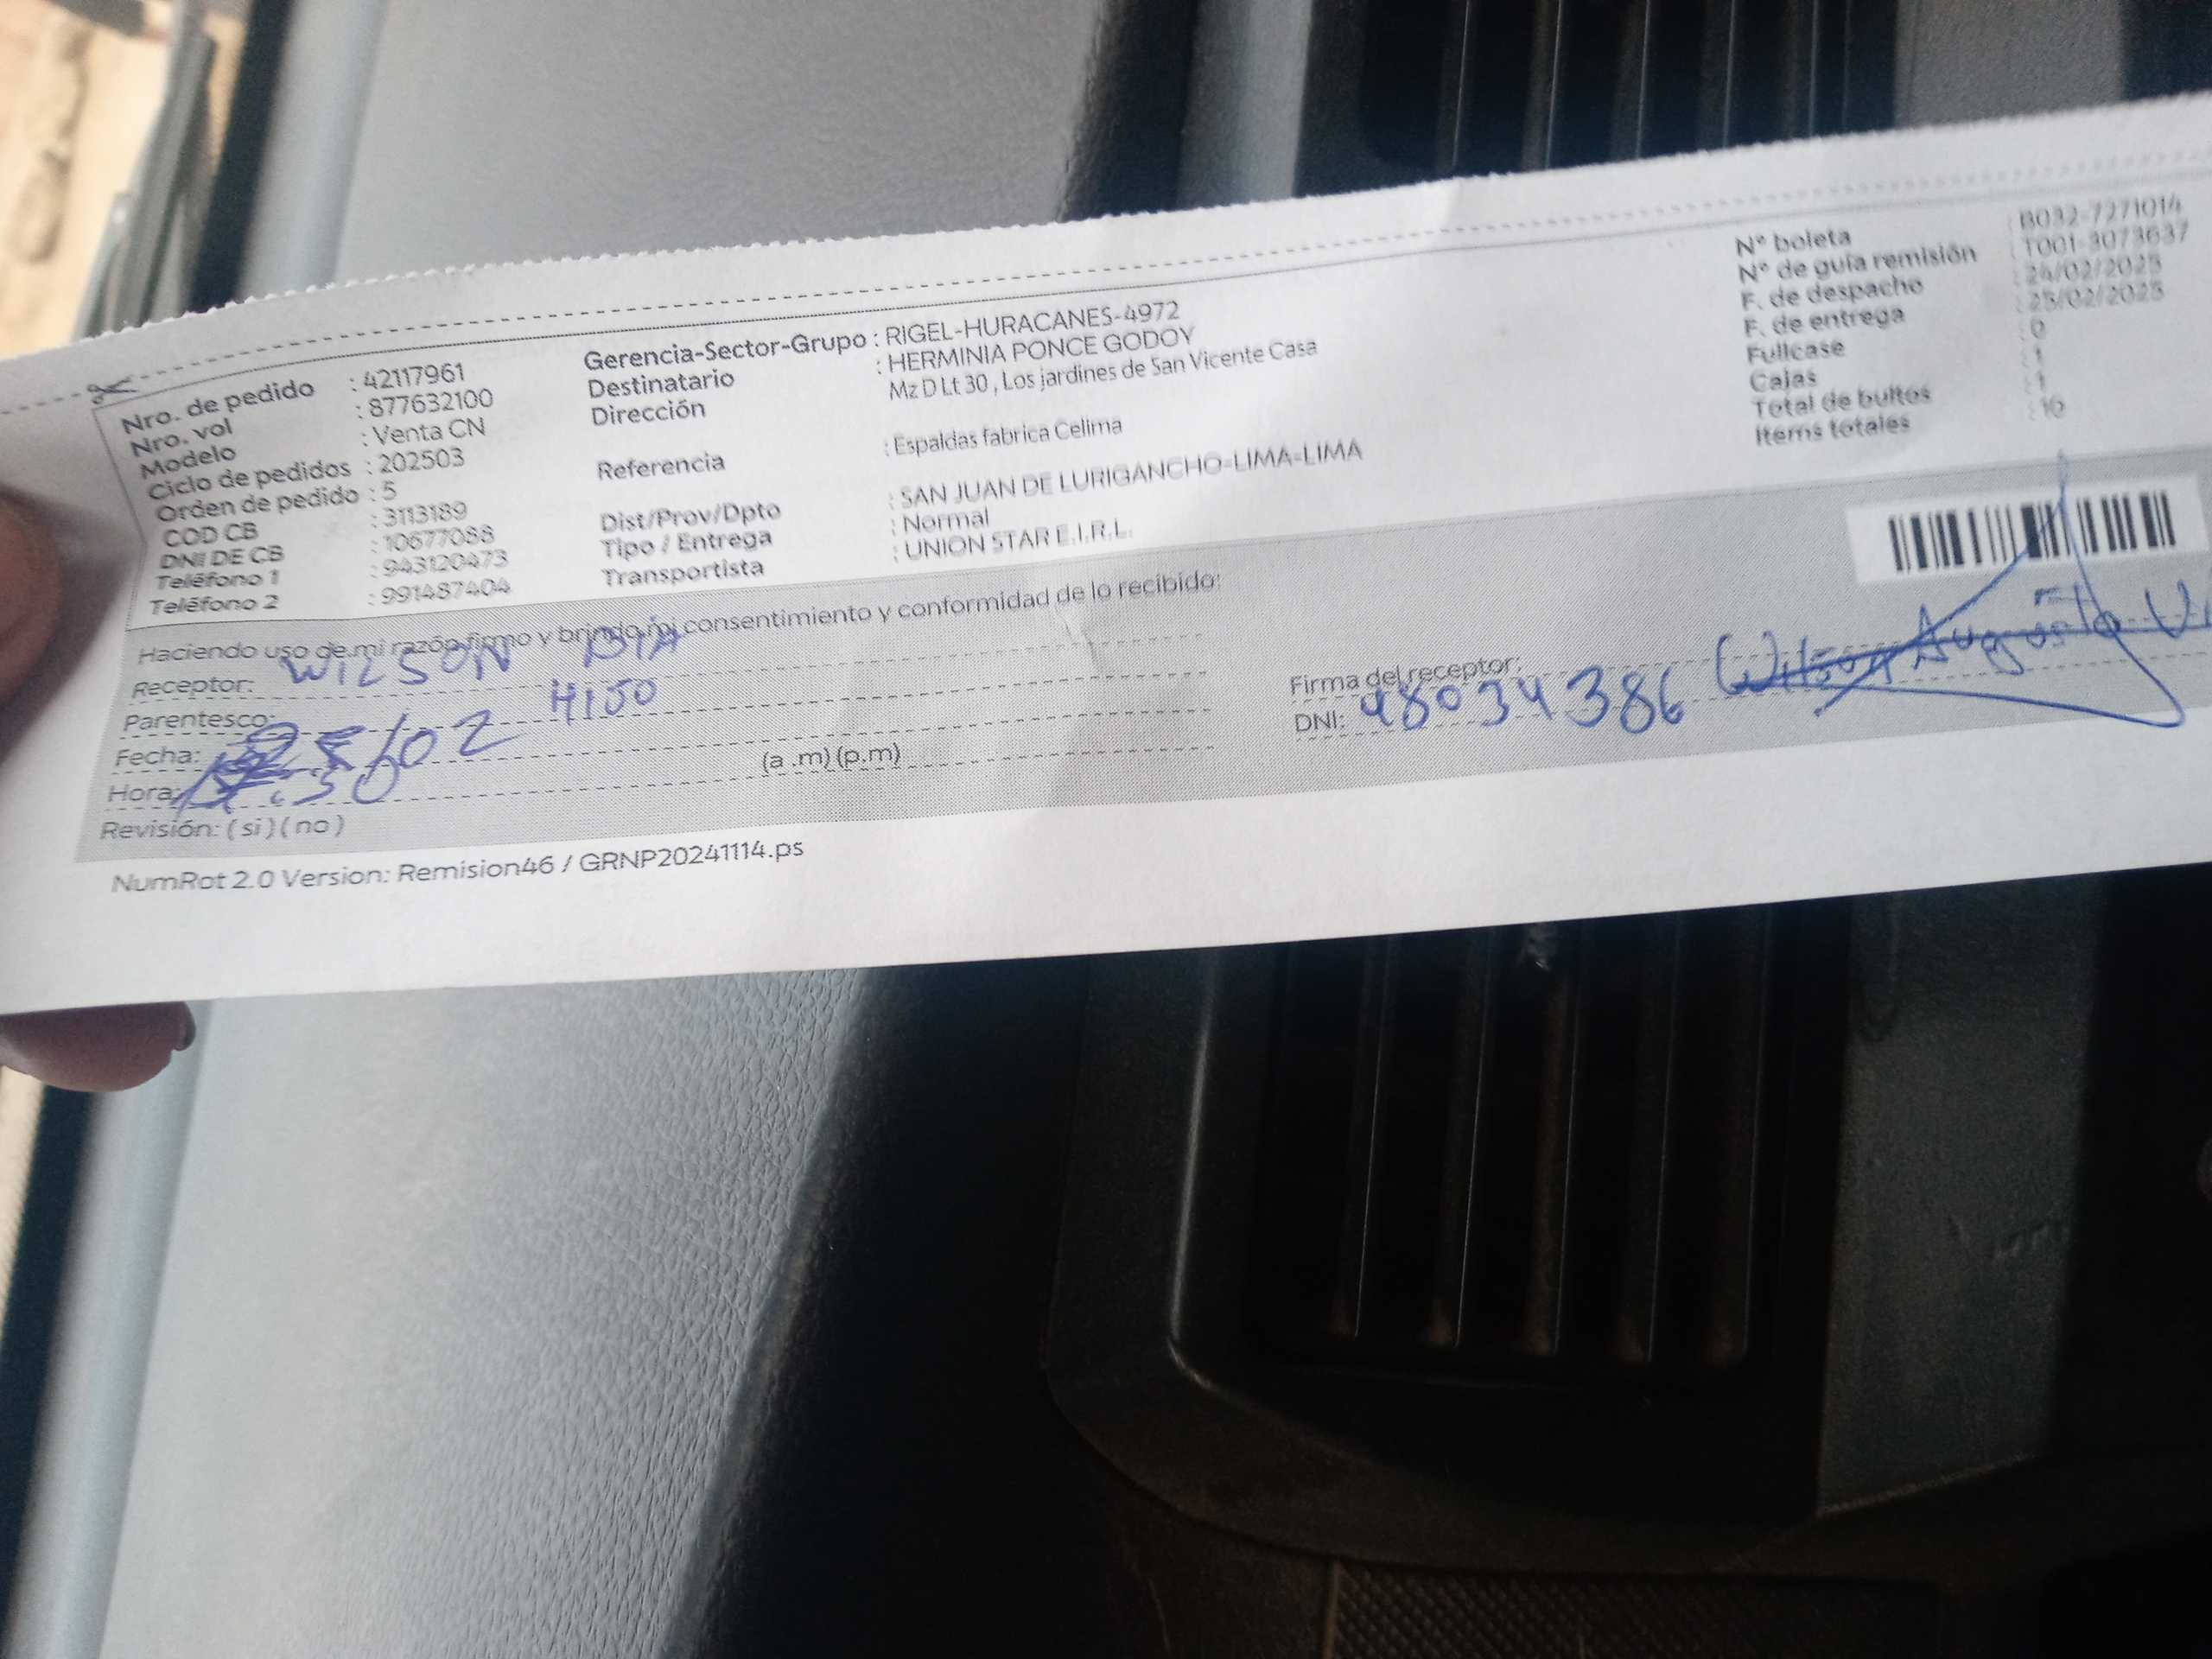 Nro. de pedido : 42117961
Nro. vol : 877632100
Modelo : Venta CN
Ciclo de pedidos : 202503
Orden de pedido : 5
COD CB : 3113189
DNI DE CB : 10677088
Teléfono 1 : 943120473
Teléfono 2 : 991487404
Gerencia-Sector-Grupo : RIGEL-HURACANES-4972
Destinatario : HERMINIA PONCE GODOY
Dirección Mz D Lt 30 , Los jardines de San Vicente Casa
Referencia : Espaldas fabrica Celima
Dist/Prov/Dpto : SAN JUAN DE LURIGANCHO-LIMA-LIMA
Tipo / Entrega : Normal
Transportista : UNION STAR E.I.R.L.
N° boleta : B032-7271014
N° de guía remisión : T001-3073637
F. de despacho : 24/02/2025
F. de entrega : 25/02/2025
Fullcase : 0
Cajas : 1
Total de bultos : 1
Items totales : 10
Haciendo uso de mi razón firmo y brindo mi consentimiento y conformidad de lo recibido:
Receptor: WILSON
Parentesco: HIJO
Fecha: 25/02
Hora: (a .m) (p.m)
Revisión: ( si ) ( no )
Firma del receptor: Wilson Augusto
DNI: 48034386
NumRot 2.0 Version: Remision46 / GRNP20241114.ps